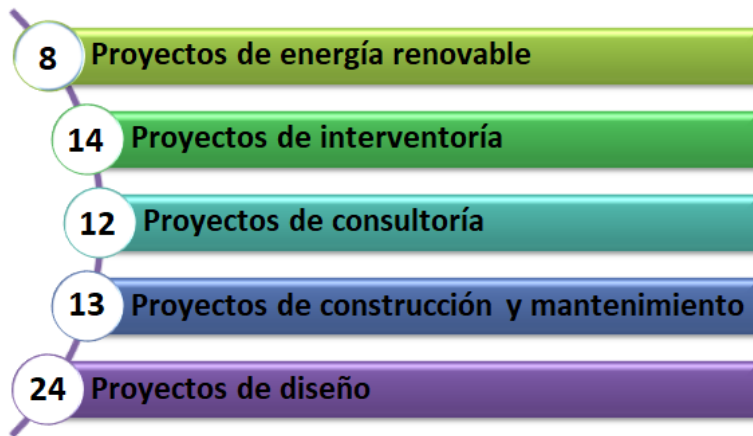 8 Proyectos de energía renovable
14 Proyectos de interventoría
12 Proyectos de consultoría
13 Proyectos de construcción y mantenimiento
24 Proyectos de diseño